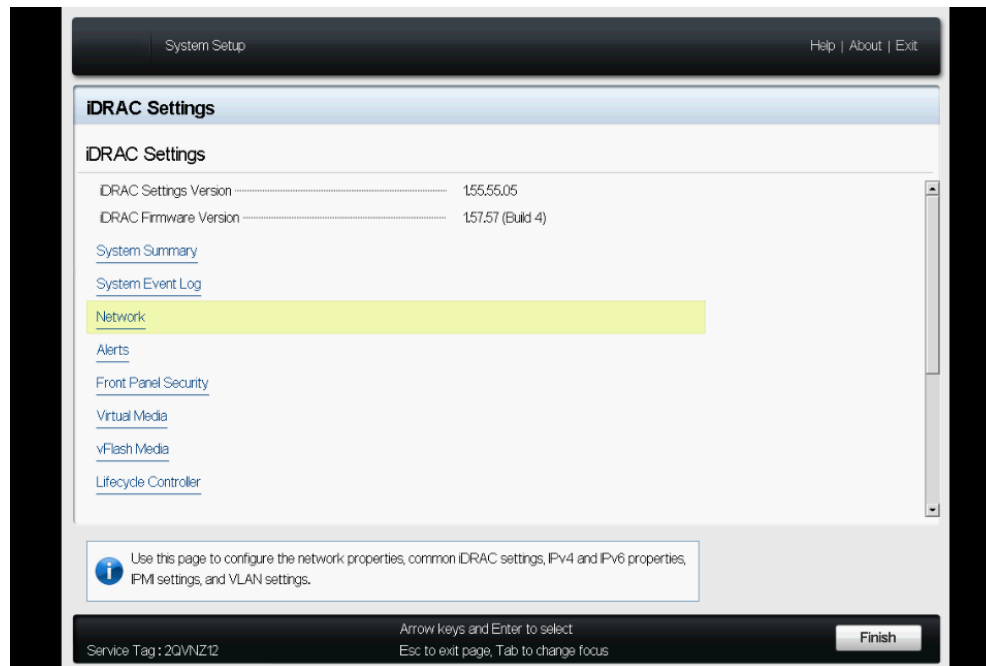 System Setup
Help | About | Exit
iDRAC Settings
iDRAC Settings
iDRAC Settings Version 1.55.55.05
iDRAC Firmware Version 1.57.57 (Build 4)
System Summary
System Event Log
Network
Alerts
Front Panel Security
Virtual Media
vFlash Media
Lifecycle Controller
Use this page to configure the network properties, common iDRAC settings, IPv4 and IPv6 properties,
IPMI settings, and VLAN settings.
Arrow keys and Enter to select
Service Tag : 2QVNZ12
Esc to exit page, Tab to change focus
Finish